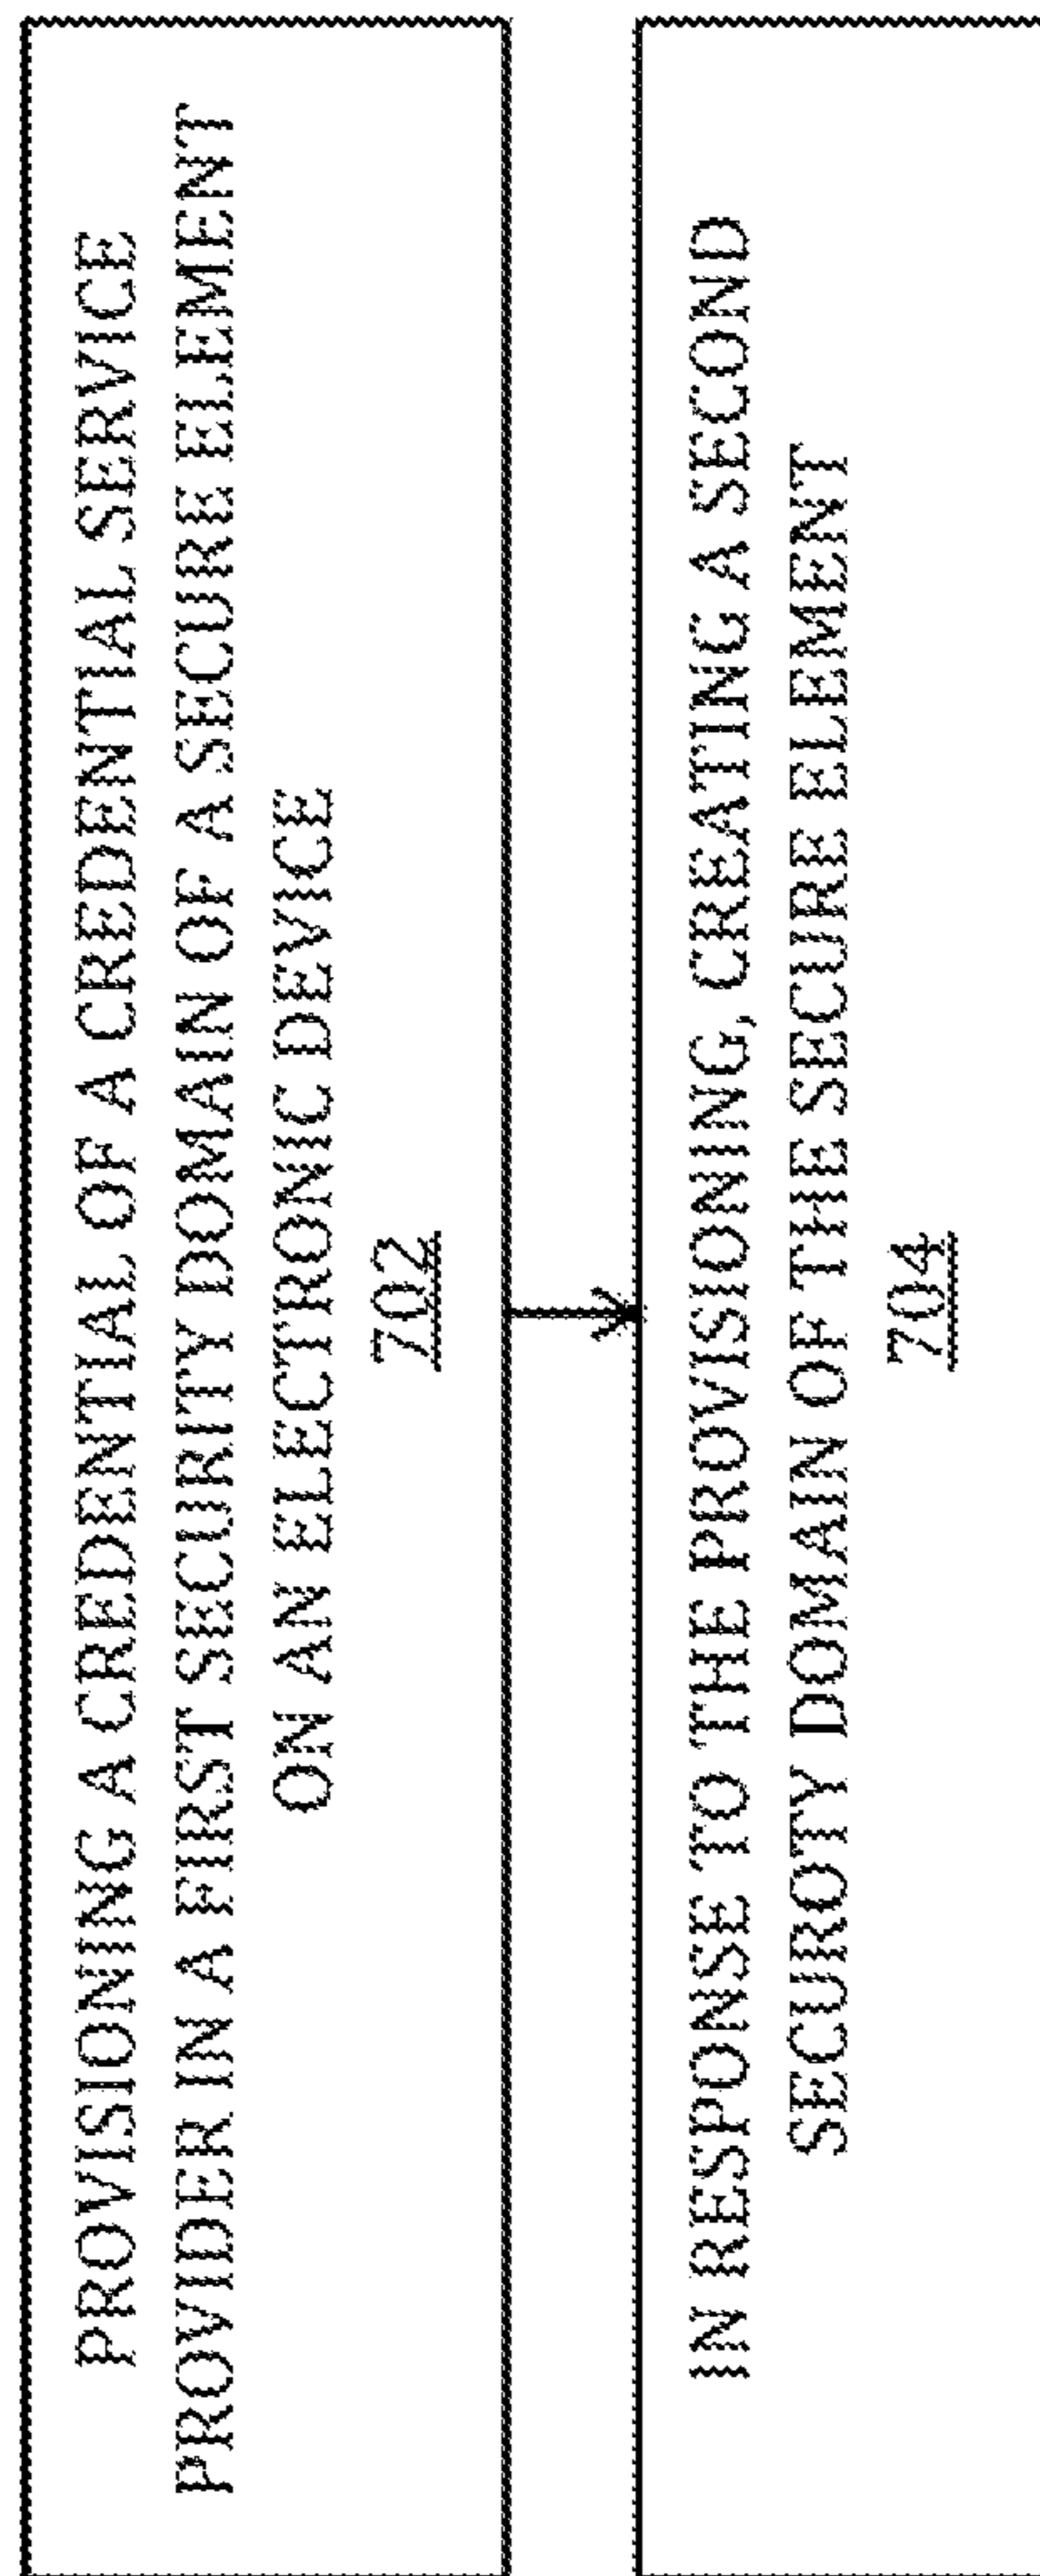 PROVISIONING A CREDENTIAL OF A CREDENTIAL SERVICE
PROVIDER IN A FIRST SECURITY DOMAIN OF A SECURE ELEMENT
ON AN ELECTRONIC DEVICE
702
IN RESPONSE TO THE PROVISIONING, CREATING A SECOND
SECUROTY DOMAIN OF THE SECURE ELEMENT
704